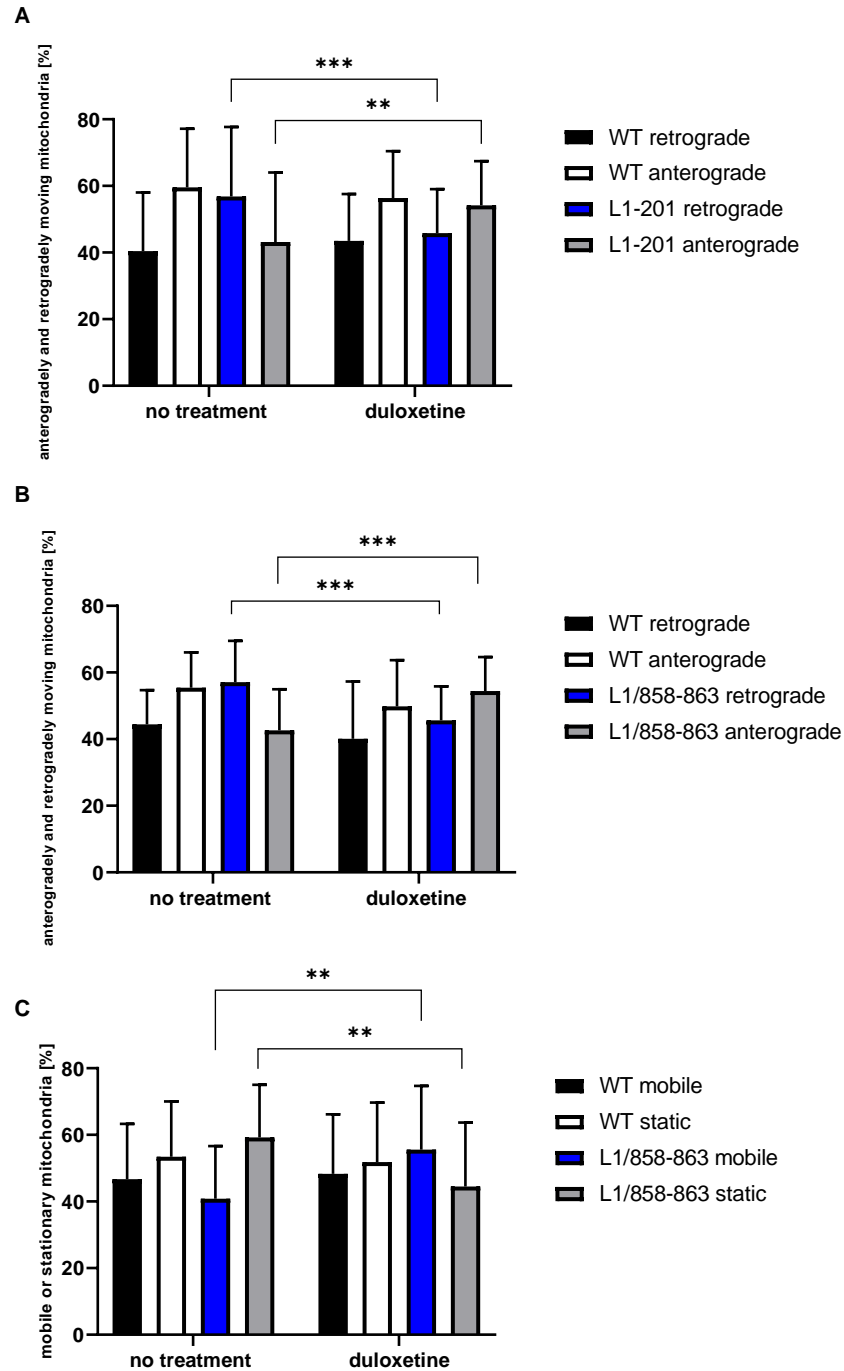 A
anterogradely and retrogradely moving mitochondria [%]
***
**
80
60
40
20
0
no treatment
duloxetine
WT retrograde
WT anterograde
L1-201 retrograde
L1-201 anterograde
B
anterogradely and retrogradely moving mitochondria [%]
***
***
80
60
40
20
0
no treatment
duloxetine
WT retrograde
WT anterograde
L1/858-863 retrograde
L1/858-863 anterograde
C
mobile or stationary mitochondria [%]
**
**
80
60
40
20
0
no treatment
duloxetine
WT mobile
WT static
L1/858-863 mobile
L1/858-863 static